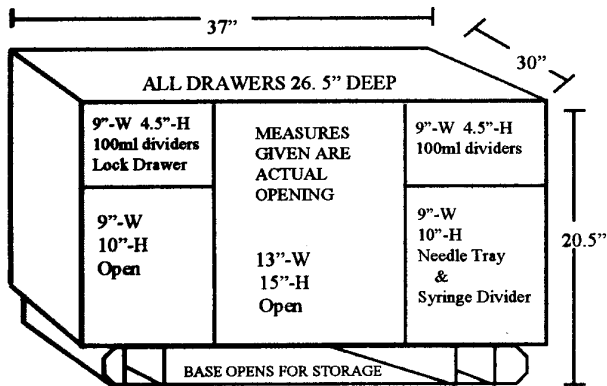 37”
30”
ALL DRAWERS 26. 5” DEEP
9”-W 4.5”-H
100ml dividers
Lock Drawer
MEASURES
GIVEN ARE
ACTUAL
OPENING
9”-W 4.5”-H
100ml dividers
9”-W
10”-H
Open
13”-W
15”-H
Open
9”-W
10”-H
Needle Tray
&
Syringe Divider
20.5”
BASE OPENS FOR STORAGE